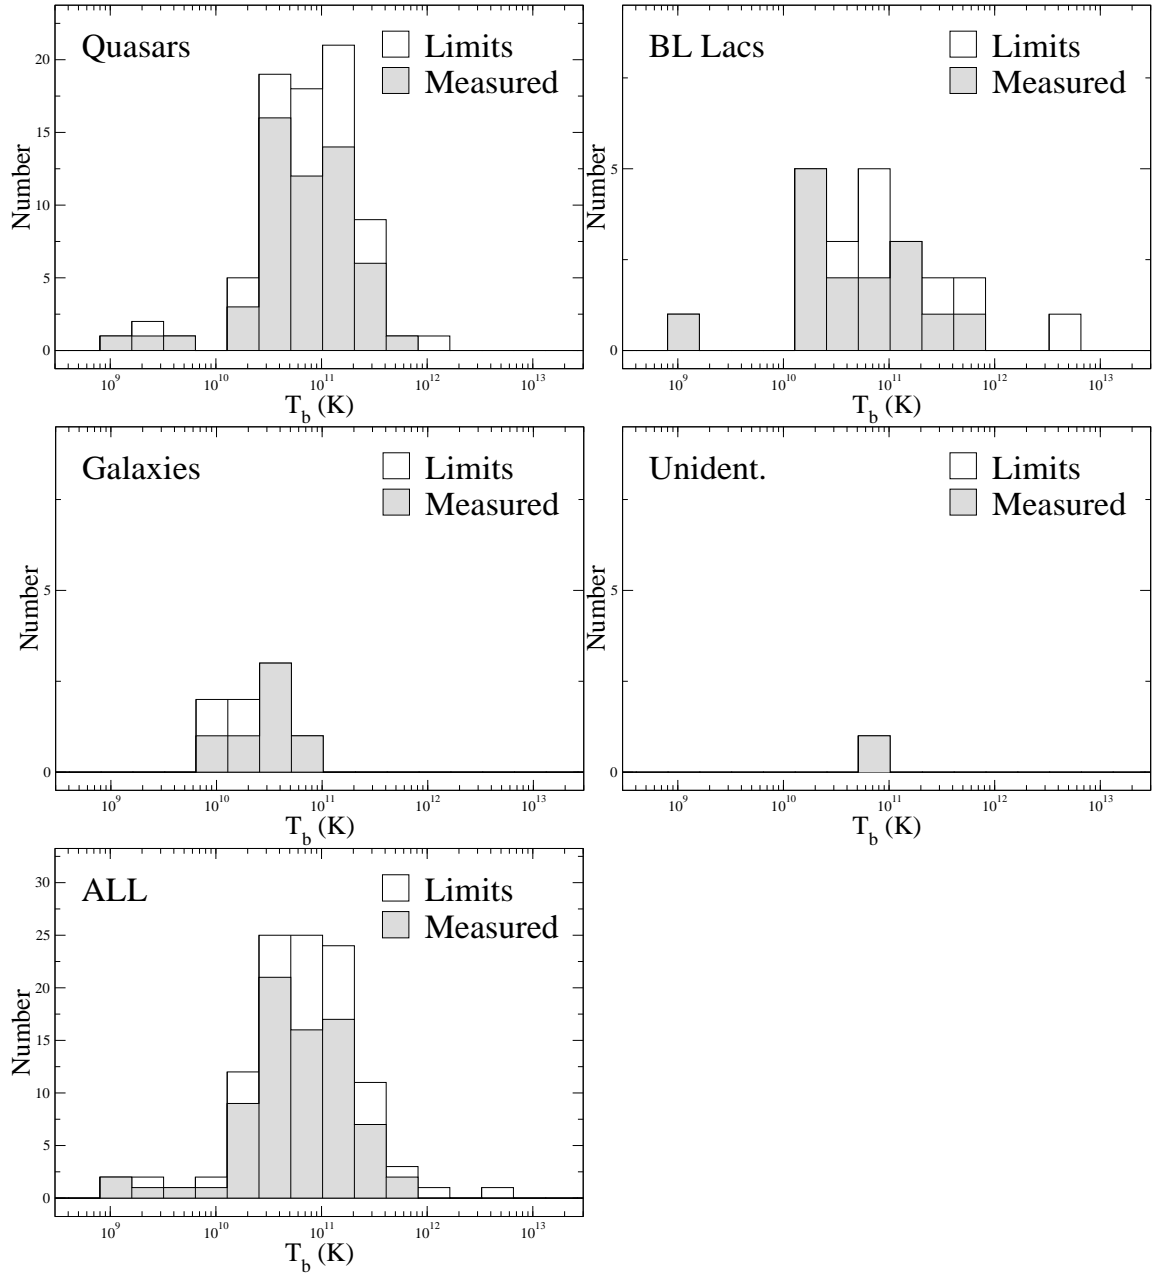 Quasars
Limits
Measured
Number
20
15
10
5
0
10^9
10^10
10^11
10^12
10^13
T_b (K)
BL Lacs
Limits
Measured
Number
5
0
10^9
10^10
10^11
10^12
10^13
T_b (K)
Galaxies
Limits
Measured
Number
5
0
10^9
10^10
10^11
10^12
10^13
T_b (K)
Unident.
Limits
Measured
Number
5
0
10^9
10^10
10^11
10^12
10^13
T_b (K)
ALL
Limits
Measured
Number
30
25
20
15
10
5
0
10^9
10^10
10^11
10^12
10^13
T_b (K)